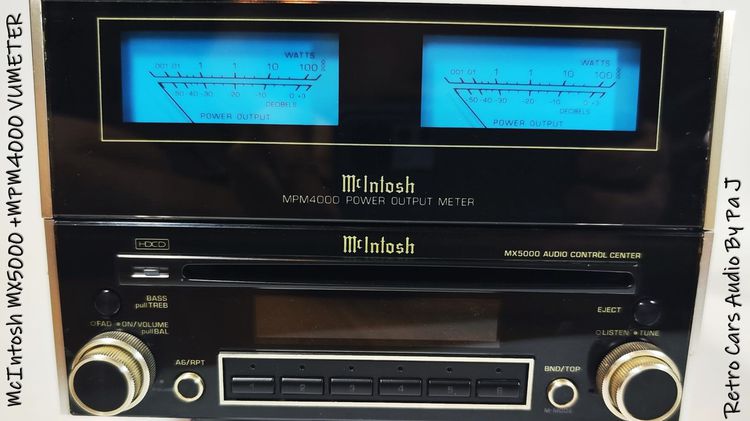 McIntosh MX5000 +MPM4000 VUMETER
WATTS
.001 .01 .1 1 10 100
50 -40 -30 -20 -10 0 +3
DECIBELS
POWER OUTPUT
WATTS
.001 .01 .1 1 10 100
-50 -40 -30 -20 -10 0 +3
DECIBELS
POWER OUTPUT
McIntosh
MPM4000 POWER OUTPUT METER
HDCD
McIntosh
MX5000 AUDIO CONTROL CENTER
BASS
pull TREB
EJECT
FAD ON/VOLUME
pull BAL
LISTEN TUNE
AS/RPT
1 2 3 4 5 6
BND/TOP
M-MODE
Retro Cars Audio By Pa J